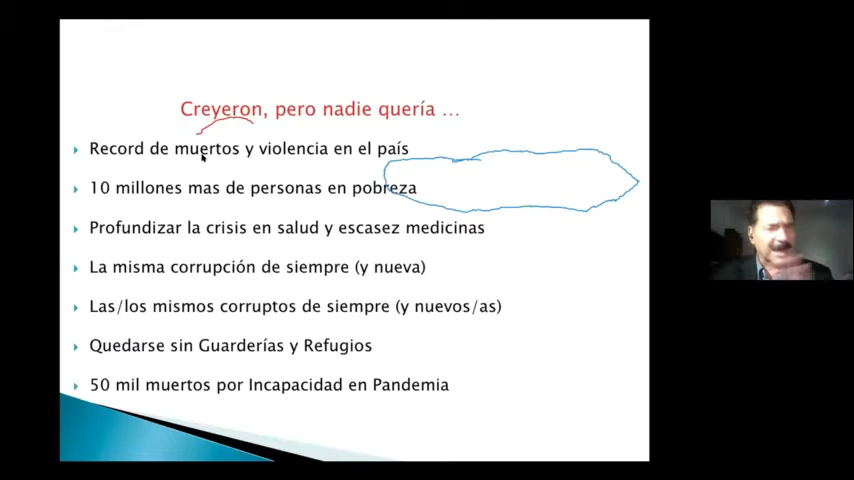 Creyeron, pero nadie quería ...
Record de muertos y violencia en el país
10 millones mas de personas en pobreza
Profundizar la crisis en salud y escasez medicinas
La misma corrupción de siempre (y nueva)
Las/los mismos corruptos de siempre (y nuevos/as)
Quedarse sin Guarderías y Refugios
50 mil muertos por Incapacidad en Pandemia